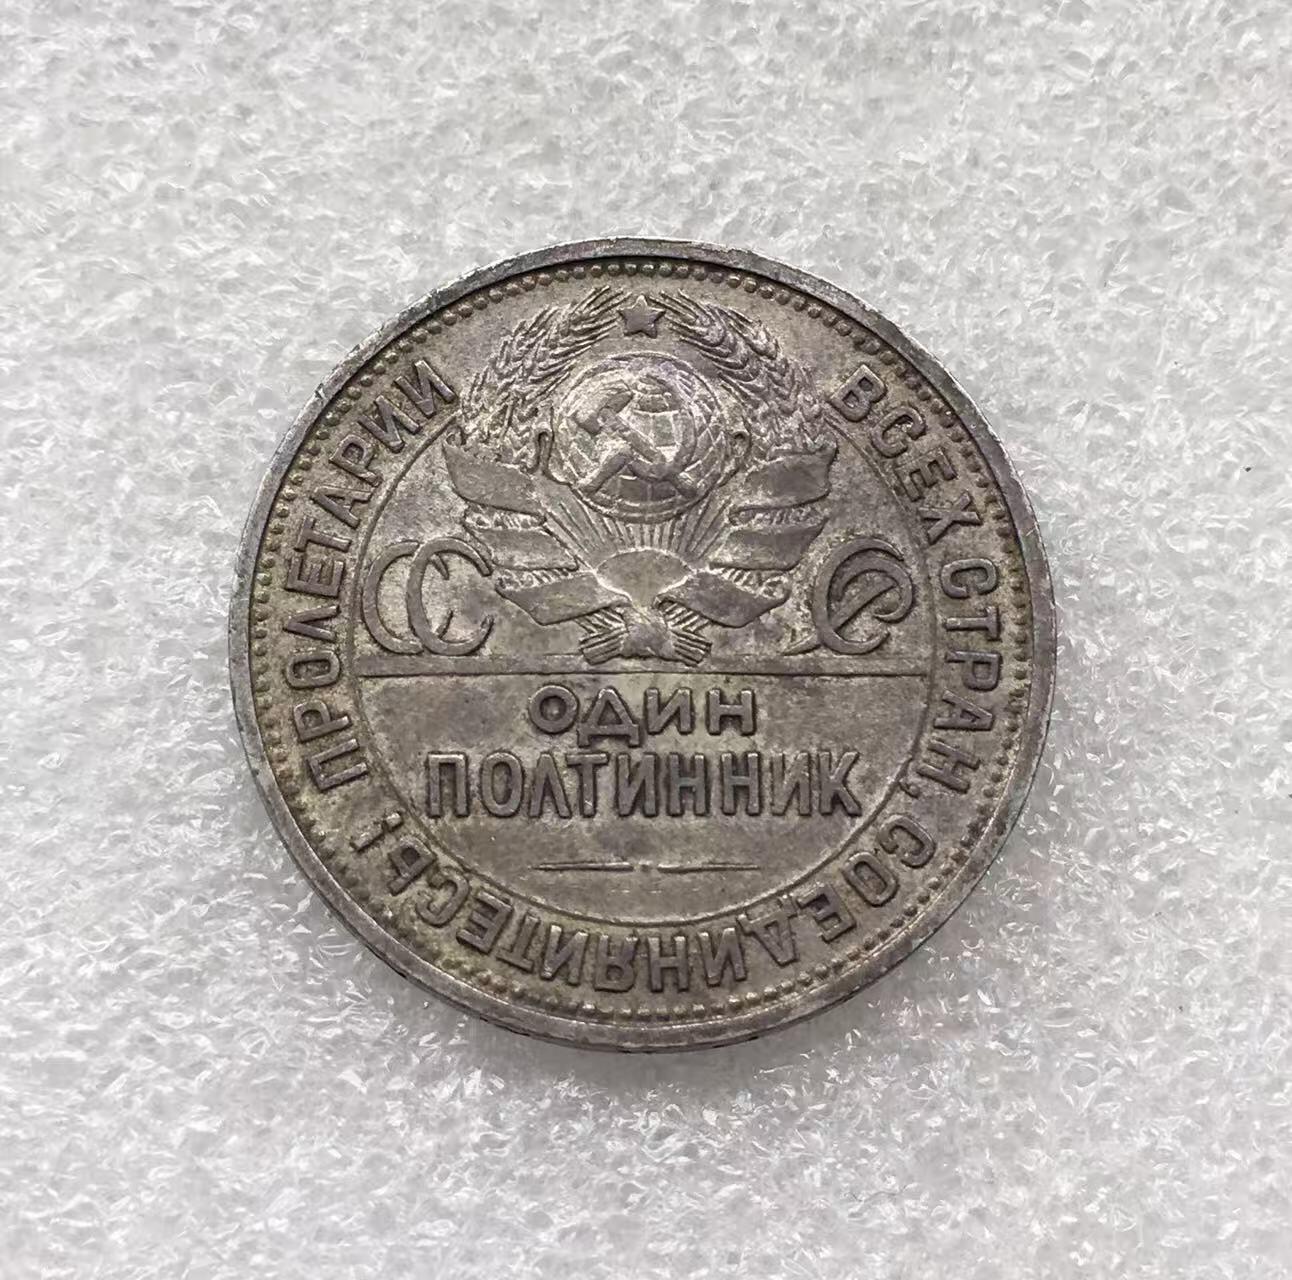 ПРОЛЕТАРИИ ВСЕХ СТРАН, СОЕДИНЯЙТЕСЬ!
СС СР
ОДИН
ПОЛТИННИК